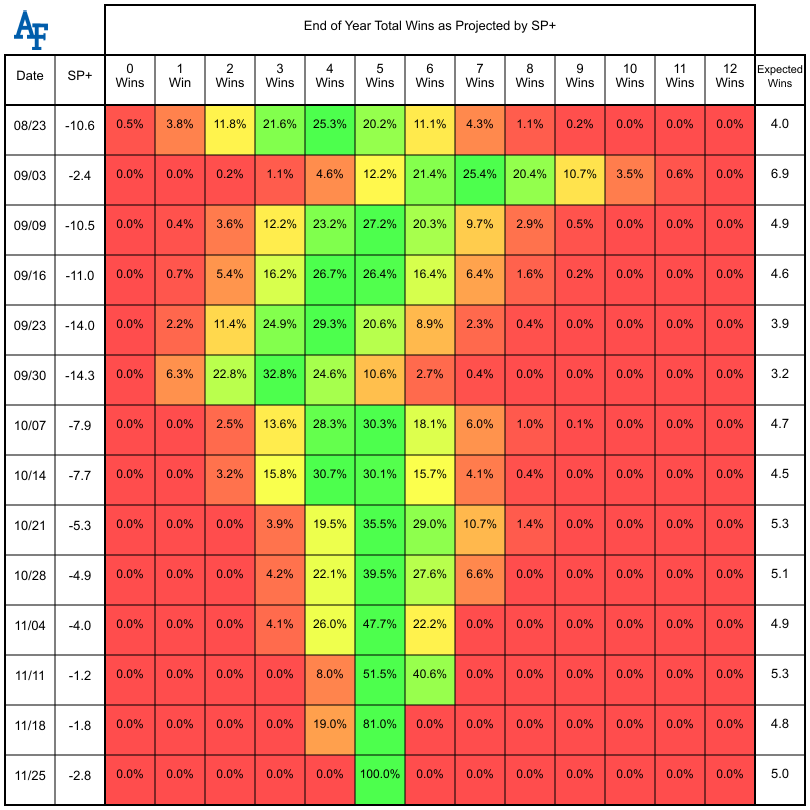 AF
End of Year Total Wins as Projected by SP+
Date SP+ 0 Wins 1 Win 2 Wins 3 Wins 4 Wins 5 Wins 6 Wins 7 Wins 8 Wins 9 Wins 10 Wins 11 Wins 12 Wins Expected Wins
08/23 -10.6 0.5% 3.8% 11.8% 21.6% 25.3% 20.2% 11.1% 4.3% 1.1% 0.2% 0.0% 0.0% 0.0% 4.0
09/03 -2.4 0.0% 0.0% 0.2% 1.1% 4.6% 12.2% 21.4% 25.4% 20.4% 10.7% 3.5% 0.6% 0.0% 6.9
09/09 -10.5 0.0% 0.4% 3.6% 12.2% 23.2% 27.2% 20.3% 9.7% 2.9% 0.5% 0.0% 0.0% 0.0% 4.9
09/16 -11.0 0.0% 0.7% 5.4% 16.2% 26.7% 26.4% 16.4% 6.4% 1.6% 0.2% 0.0% 0.0% 0.0% 4.6
09/23 -14.0 0.0% 2.2% 11.4% 24.9% 29.3% 20.6% 8.9% 2.3% 0.4% 0.0% 0.0% 0.0% 0.0% 3.9
09/30 -14.3 0.0% 6.3% 22.8% 32.8% 24.6% 10.6% 2.7% 0.4% 0.0% 0.0% 0.0% 0.0% 0.0% 3.2
10/07 -7.9 0.0% 0.0% 2.5% 13.6% 28.3% 30.3% 18.1% 6.0% 1.0% 0.1% 0.0% 0.0% 0.0% 4.7
10/14 -7.7 0.0% 0.0% 3.2% 15.8% 30.7% 30.1% 15.7% 4.1% 0.4% 0.0% 0.0% 0.0% 0.0% 4.5
10/21 -5.3 0.0% 0.0% 0.0% 3.9% 19.5% 35.5% 29.0% 10.7% 1.4% 0.0% 0.0% 0.0% 0.0% 5.3
10/28 -4.9 0.0% 0.0% 0.0% 4.2% 22.1% 39.5% 27.6% 6.6% 0.0% 0.0% 0.0% 0.0% 0.0% 5.1
11/04 -4.0 0.0% 0.0% 0.0% 4.1% 26.0% 47.7% 22.2% 0.0% 0.0% 0.0% 0.0% 0.0% 0.0% 4.9
11/11 -1.2 0.0% 0.0% 0.0% 0.0% 8.0% 51.5% 40.6% 0.0% 0.0% 0.0% 0.0% 0.0% 0.0% 5.3
11/18 -1.8 0.0% 0.0% 0.0% 0.0% 19.0% 81.0% 0.0% 0.0% 0.0% 0.0% 0.0% 0.0% 0.0% 4.8
11/25 -2.8 0.0% 0.0% 0.0% 0.0% 0.0% 100.0% 0.0% 0.0% 0.0% 0.0% 0.0% 0.0% 0.0% 5.0